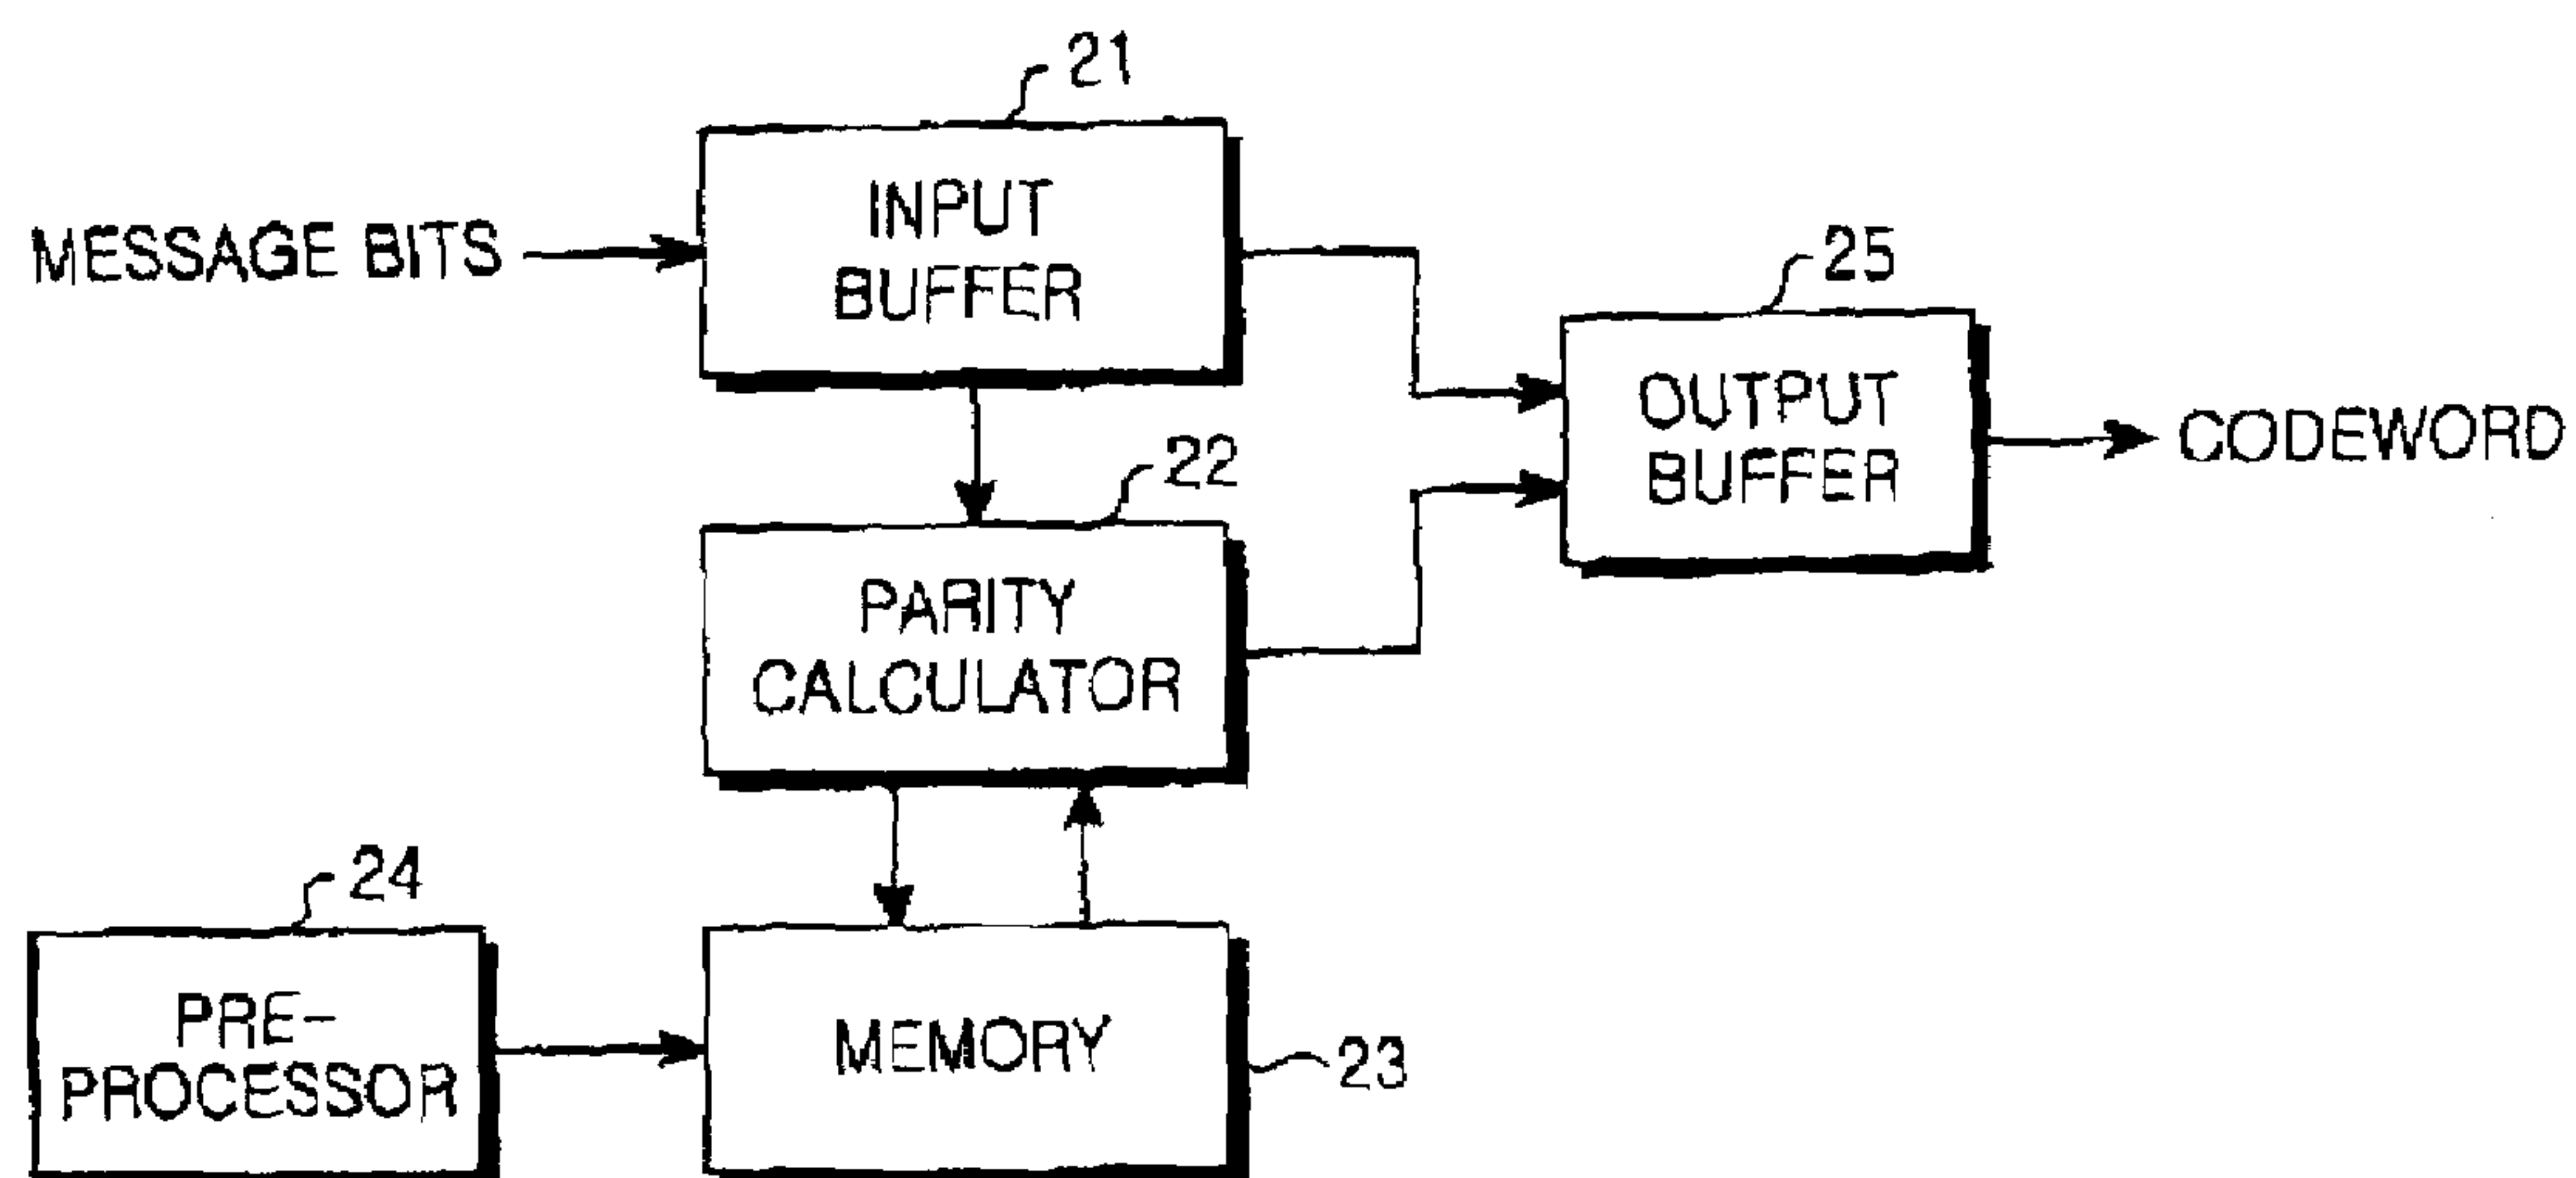 21
INPUT
BUFFER
MESSAGE BITS
25
OUTPUT
BUFFER
CODEWORD
22
PARITY
CALCULATOR
24
PRE-
PROCESSOR
MEMORY
23